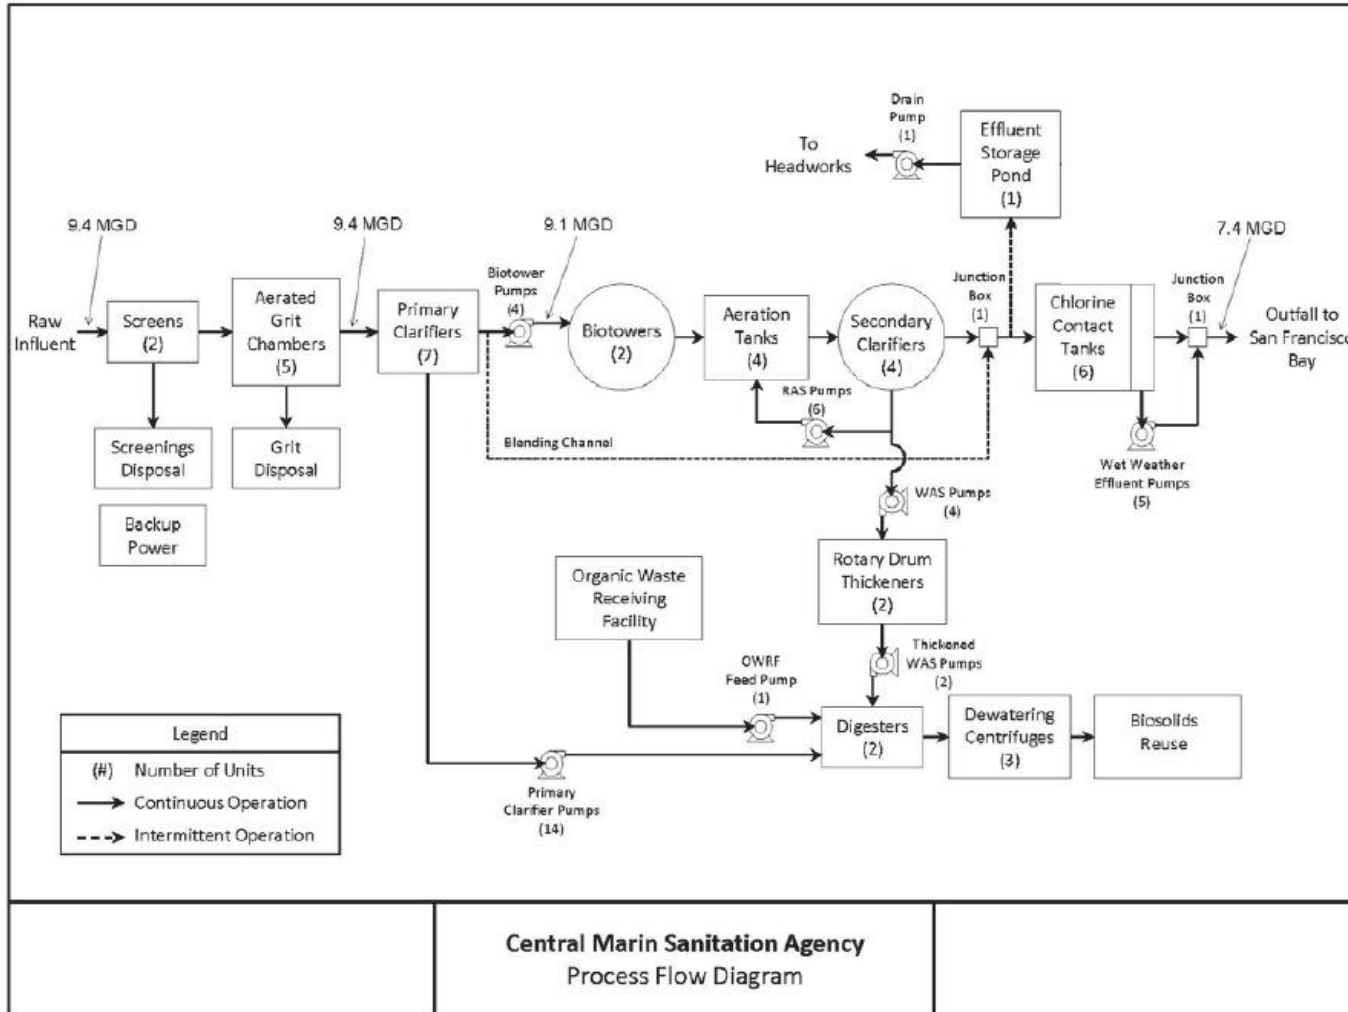 Drain
Pump
(1)
To
Headworks
Effluent
Storage
Pond
(1)
9.4 MGD
9.4 MGD
9.1 MGD
7.4 MGD
Raw
Influent
Screens
(2)
Aerated
Grit
Chambers
(5)
Primary
Clarifiers
(7)
Biotower
Pumps
(4)
Biotowers
(2)
Aeration
Tanks
(4)
Secondary
Clarifiers
(4)
Junction
Box
(1)
Chlorine
Contact
Tanks
(6)
Junction
Box
(1)
Outfall to
San Francisco
Bay
RAS Pumps
(6)
Screenings
Disposal
Grit
Disposal
Blending Channel
Wet Weather
Effluent Pumps
(5)
Backup
Power
WAS Pumps
(4)
Organic Waste
Receiving
Facility
Rotary Drum
Thickeners
(2)
Thickened
WAS Pumps
(2)
OWRF
Feed Pump
(1)
Digesters
(2)
Dewatering
Centrifuges
(3)
Biosolids
Reuse
Primary
Clarifier Pumps
(14)
Legend
(#) Number of Units
Continuous Operation
Intermittent Operation
Central Marin Sanitation Agency
Process Flow Diagram